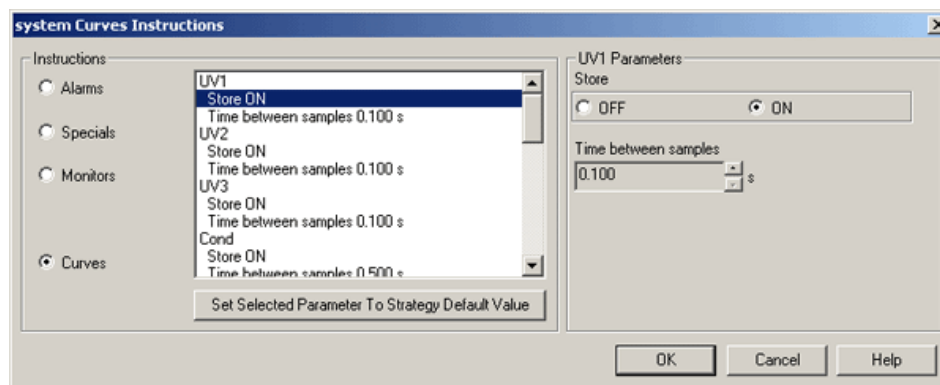 system Curves Instructions
Instructions
Alarms
Specials
Monitors
Curves
UV1
Store ON
Time between samples 0.100 s
UV2
Store ON
Time between samples 0.100 s
UV3
Store ON
Time between samples 0.100 s
Cond
Store ON
Time between samples 0.500 s
Set Selected Parameter To Strategy Default Value
UV1 Parameters
Store
OFF ON
Time between samples
0.100 s
OK Cancel Help